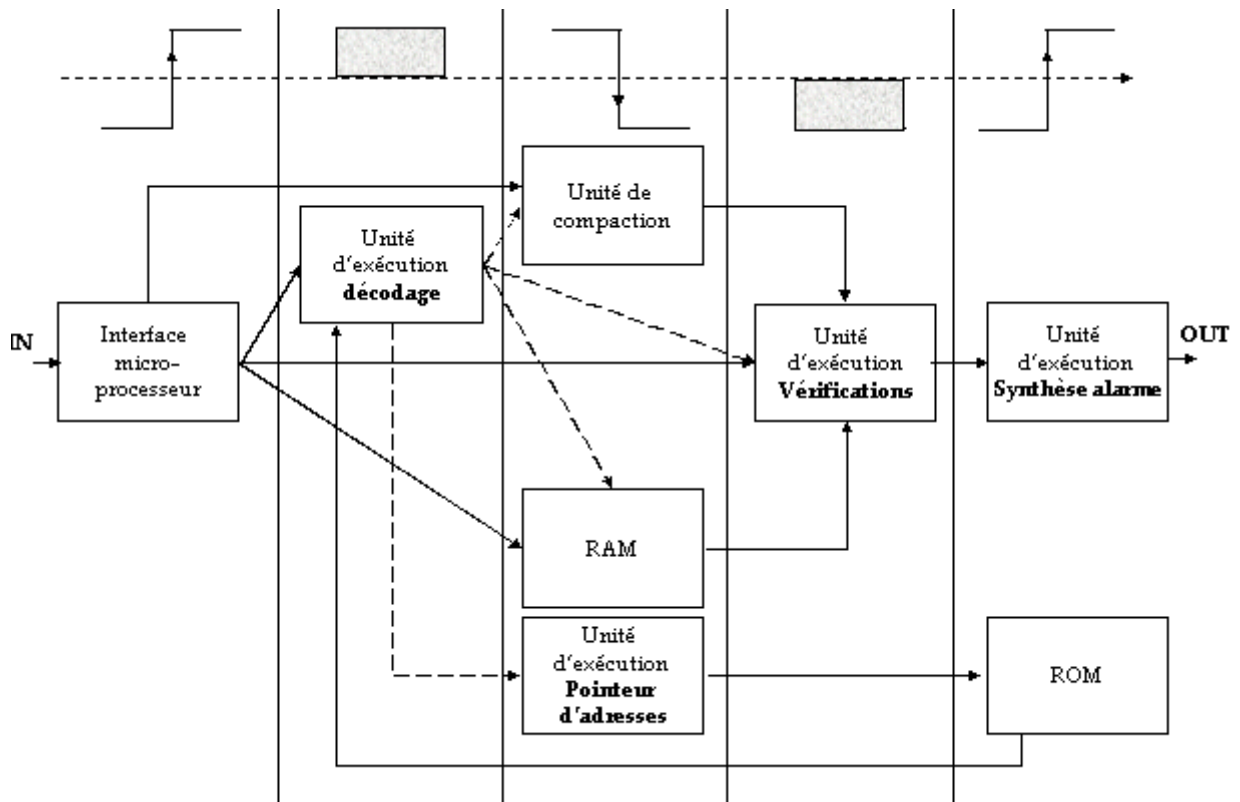 Unité de
compaction
Unité
d'exécution
décodage
IN
Interface
micro-
processeur
Unité
d'exécution
Vérifications
Unité
d'exécution
Synthèse alarme
OUT
RAM
Unité
d'exécution
Pointeur
d'adresses
ROM